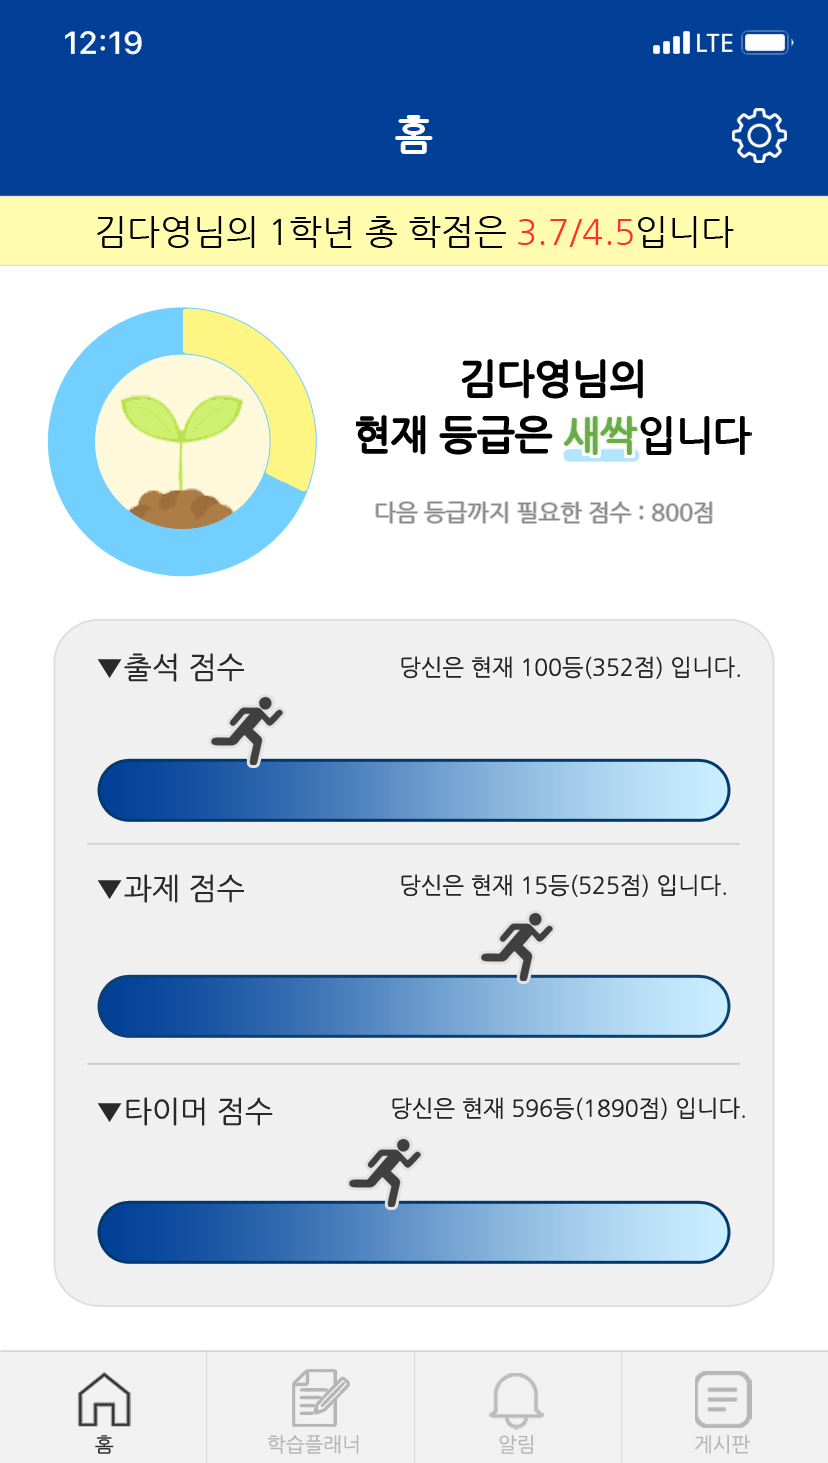 12:19
LTE
홈
김다영님의 1학년 총 학점은 3.7/4.5입니다
김다영님의
현재 등급은 새싹입니다
다음 등급까지 필요한 점수 : 800점
▼출석 점수
당신은 현재 100등(352점) 입니다.
▼과제 점수
당신은 현재 15등(525점) 입니다.
▼타이머 점수
당신은 현재 596등(1890점) 입니다.
홈
학습플래너
알림
게시판